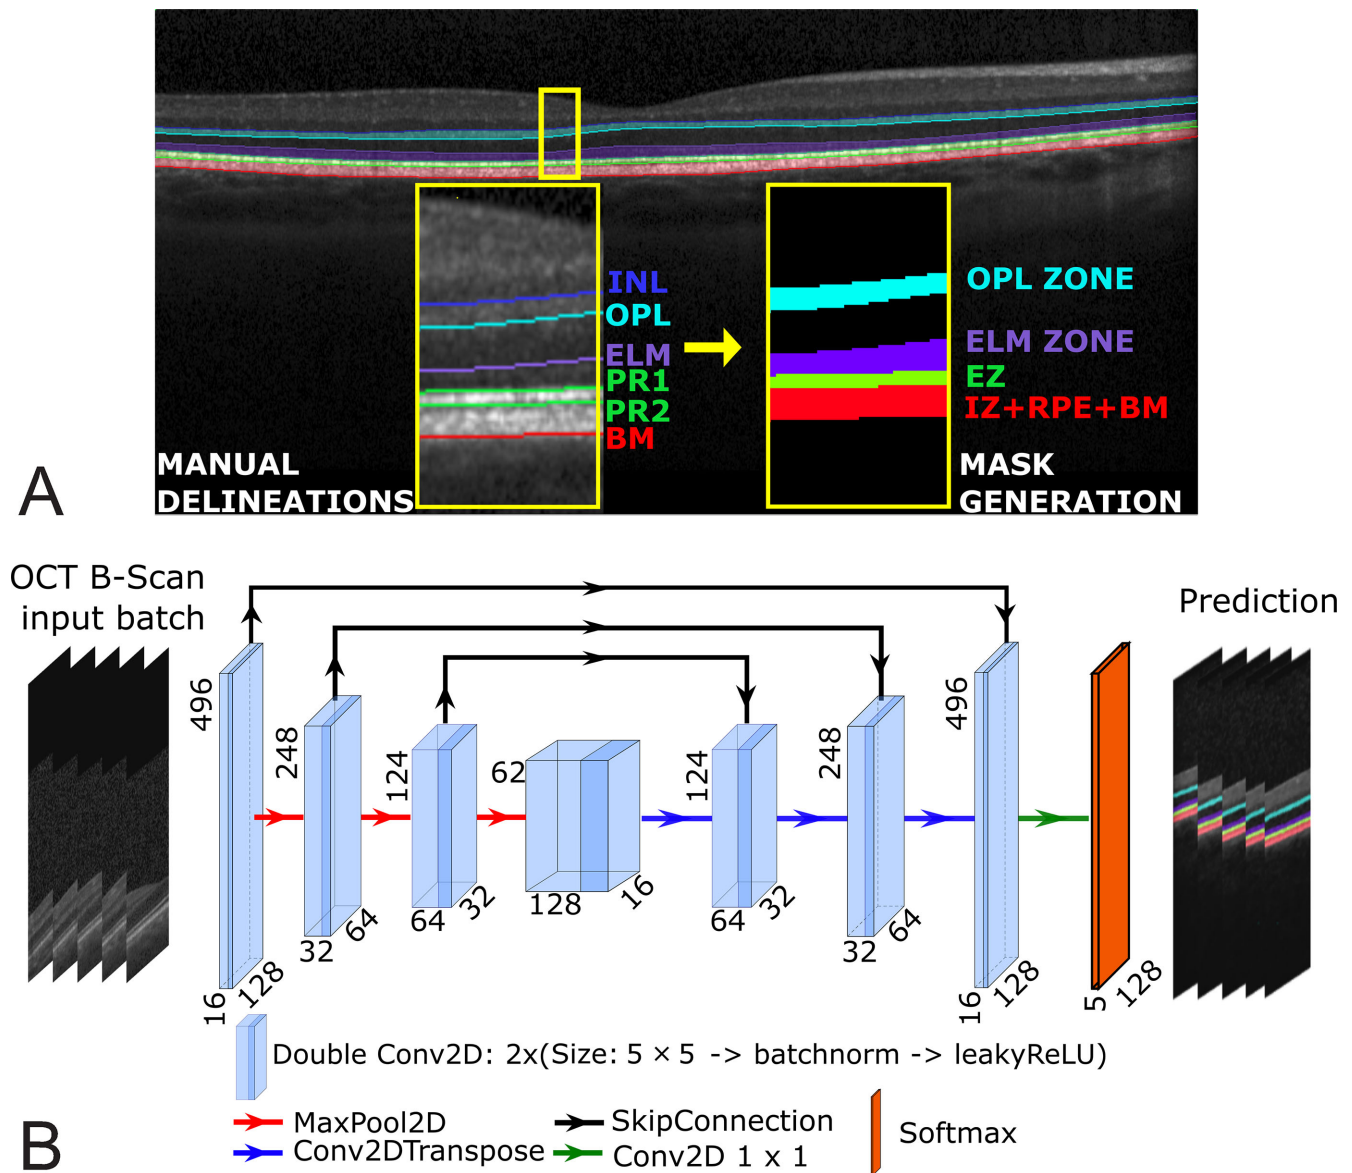 INL
OPL
ELM
PR1
PR2
BM
OPL ZONE
ELM ZONE
EZ
IZ+RPE+BM
MANUAL
DELINEATIONS
MASK
GENERATION
A
OCT B-Scan
input batch
Prediction
496
248
124
62
124
248
496
16
128
32
64
64
32
128
16
64
32
32
64
16
128
5
128
Double Conv2D: 2x(Size: 5 × 5 -> batchnorm -> leakyReLU)
MaxPool2D
SkipConnection
Conv2DTranspose
Conv2D 1 x 1
Softmax
B